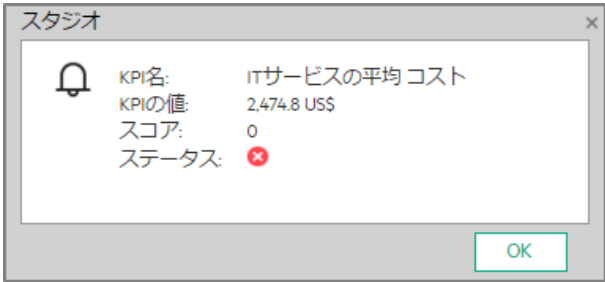 スタジオ
KPI名: ITサービスの平均 コスト
KPIの値: 2,474.8 US$
スコア: 0
ステータス:
OK